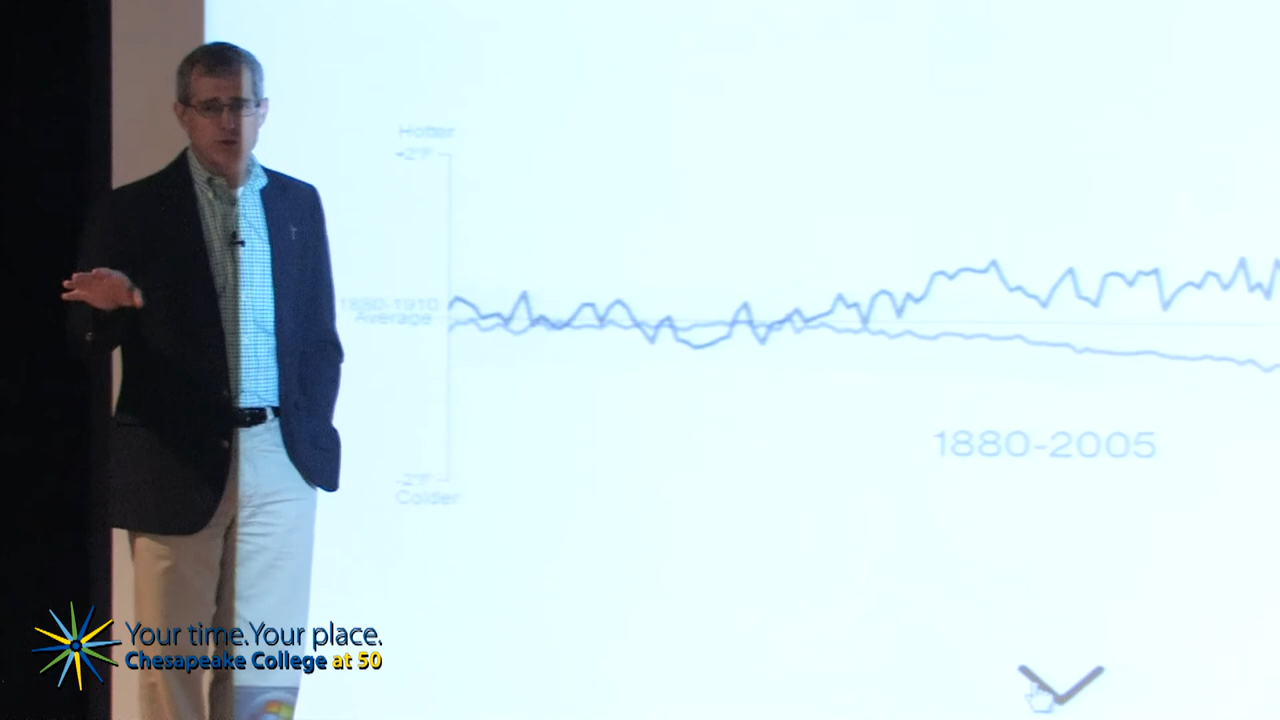 Hotter
+2°F
1880-1910
Average
-2°F
Colder
1880-2005
Your time. Your place.
Chesapeake College at 50